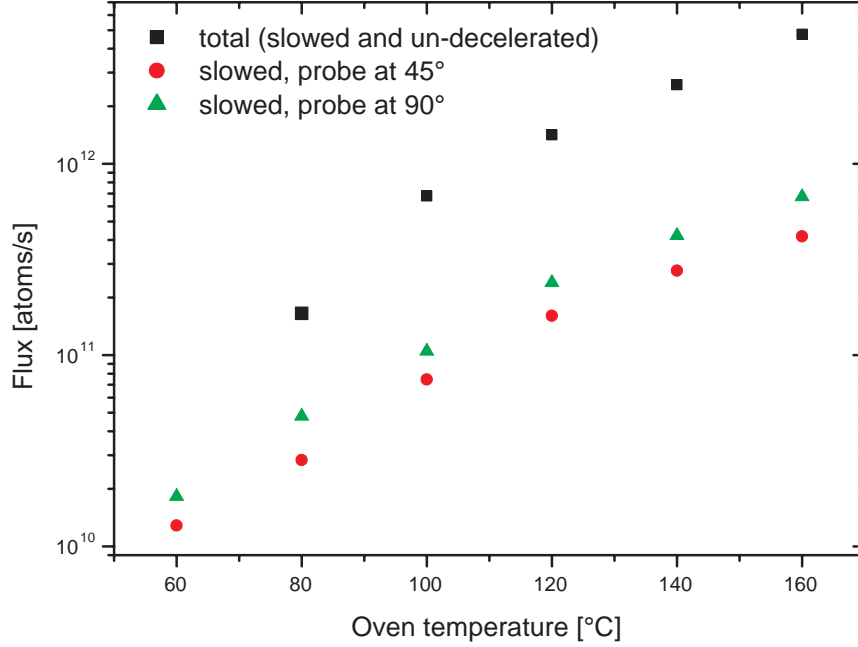 total (slowed and un-decelerated)
slowed, probe at 45°
slowed, probe at 90°
10¹²
10¹¹
10¹⁰
Flux [atoms/s]
60 80 100 120 140 160
Oven temperature [°C]